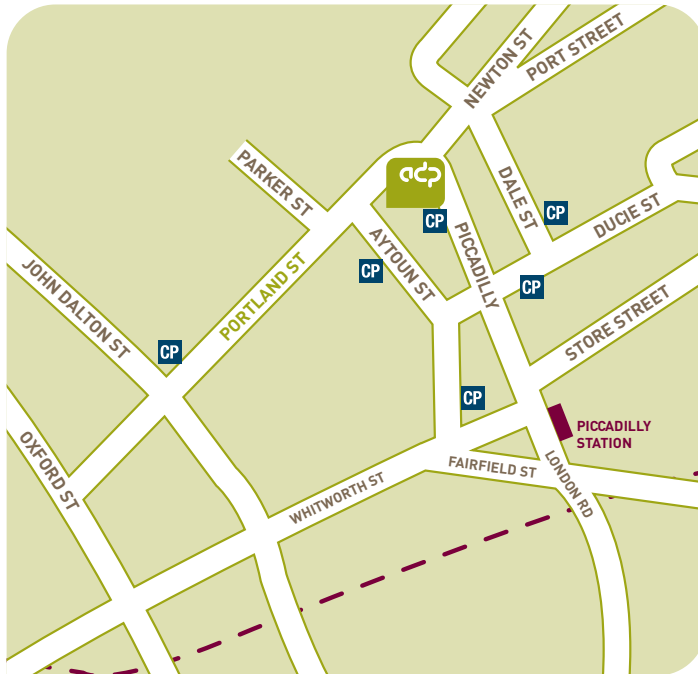 NEWTON ST
PORT STREET
PARKER ST
adp
DALE ST
CP
CP
DUCIE ST
PICCADILLY
AYTOUN ST
CP
CP
JOHN DALTON ST
PORTLAND ST
STORE STREET
CP
CP
PICCADILLY
STATION
OXFORD ST
FAIRFIELD ST
LONDON RD
WHITWORTH ST